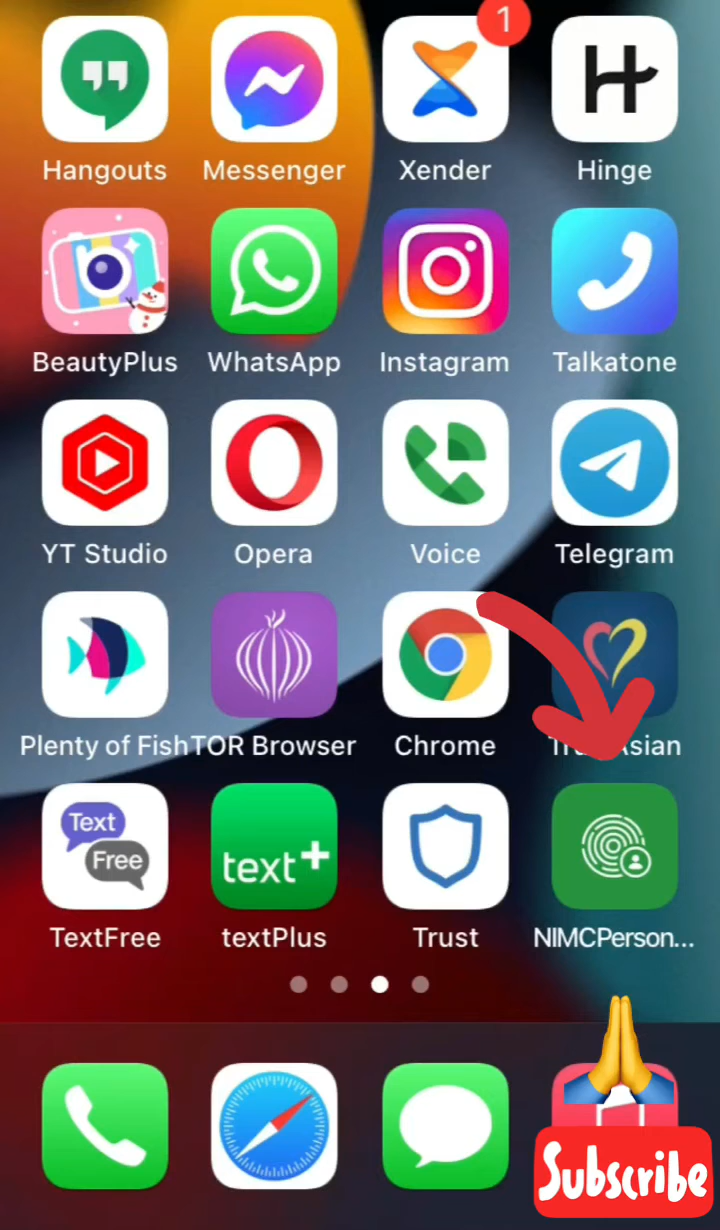 1
Hangouts Messenger Xender Hinge
BeautyPlus WhatsApp Instagram Talkatone
YT Studio Opera Voice Telegram
Plenty of Fish TOR Browser Chrome
Text
Free
text+
TextFree textPlus Trust NIMCPerson...
Subscribe